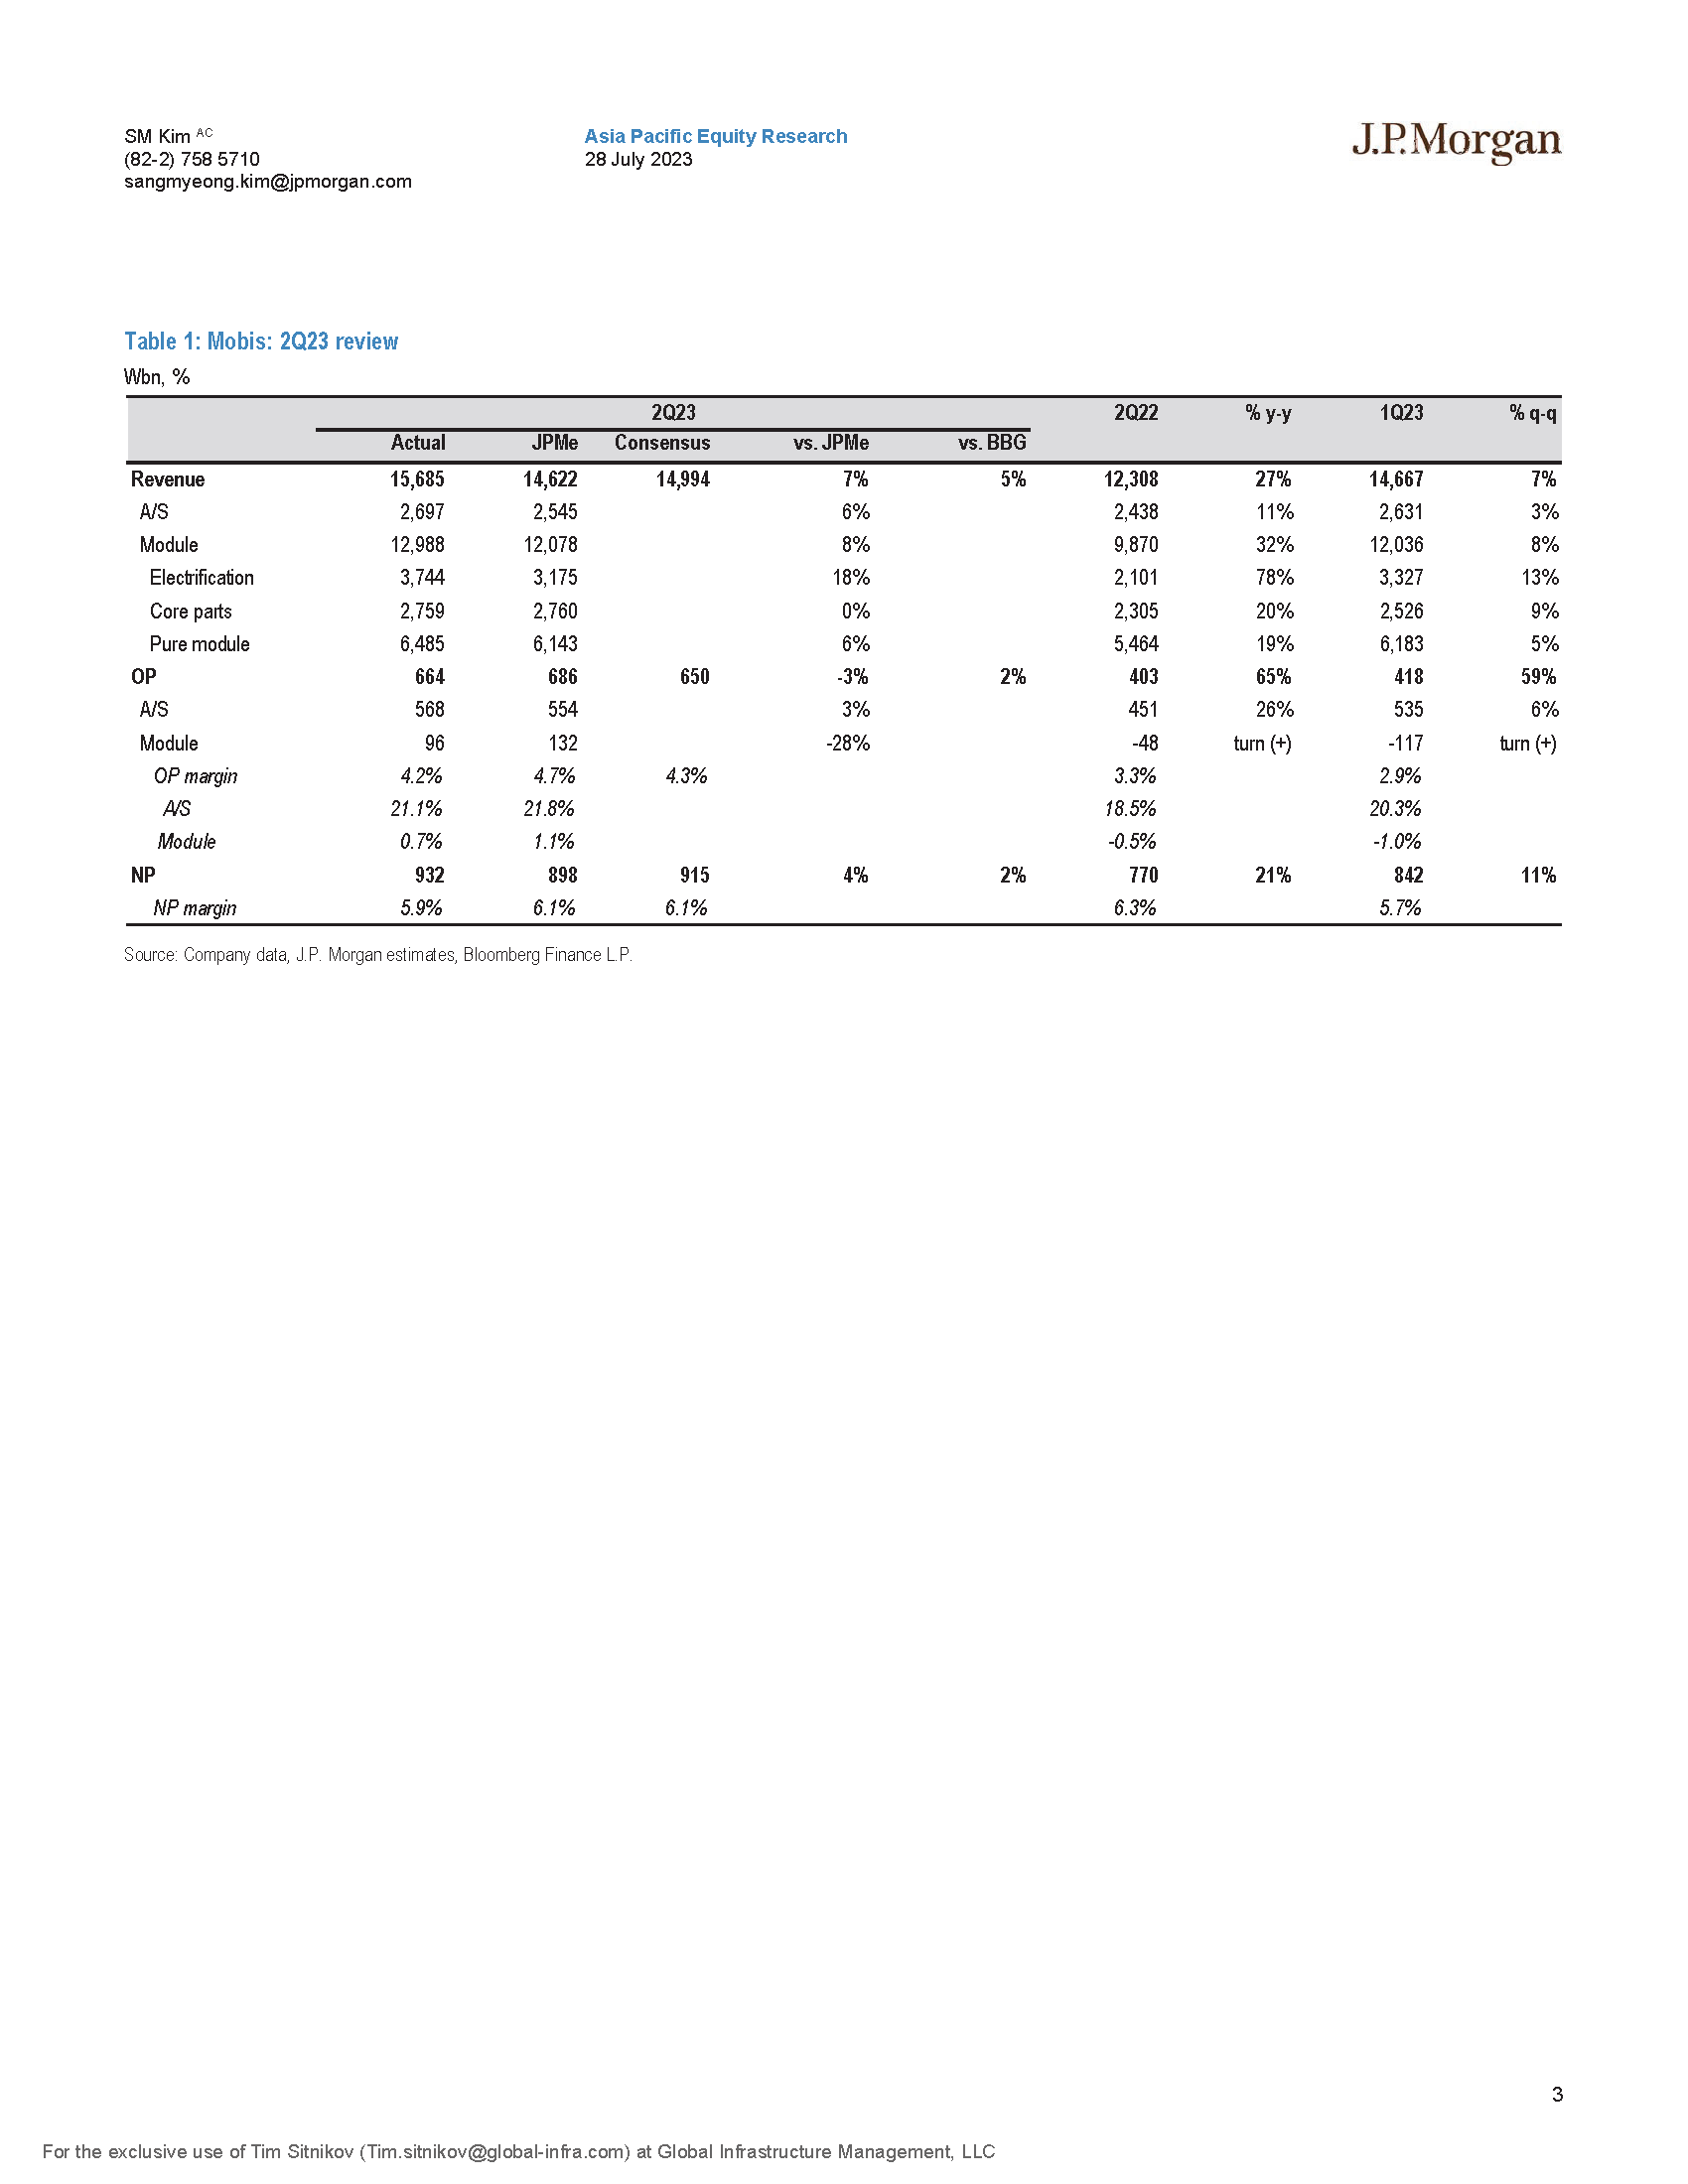 SM Kim AC
(82-2) 758 5710
sangmyeong.kim@jpmorgan.com
Asia Pacific Equity Research
28 July 2023
J.P.Morgan
Table 1: Mobis: 2Q23 review
Wbn, %
2Q23 2Q22 % y-y 1Q23 % q-q
Actual JPMe Consensus vs. JPMe vs. BBG
Revenue 15,685 14,622 14,994 7% 5% 12,308 27% 14,667 7%
A/S 2,697 2,545 6% 2,438 11% 2,631 3%
Module 12,988 12,078 8% 9,870 32% 12,036 8%
Electrification 3,744 3,175 18% 2,101 78% 3,327 13%
Core parts 2,759 2,760 0% 2,305 20% 2,526 9%
Pure module 6,485 6,143 6% 5,464 19% 6,183 5%
OP 664 686 650 -3% 2% 403 65% 418 59%
A/S 568 554 3% 451 26% 535 6%
Module 96 132 -28% -48 turn (+) -117 turn (+)
OP margin 4.2% 4.7% 4.3% 3.3% 2.9%
A/S 21.1% 21.8% 18.5% 20.3%
Module 0.7% 1.1% -0.5% -1.0%
NP 932 898 915 4% 2% 770 21% 842 11%
NP margin 5.9% 6.1% 6.1% 6.3% 5.7%
Source: Company data, J.P. Morgan estimates, Bloomberg Finance L.P.
3
For the exclusive use of Tim Sitnikov (Tim.sitnikov@global-infra.com) at Global Infrastructure Management, LLC